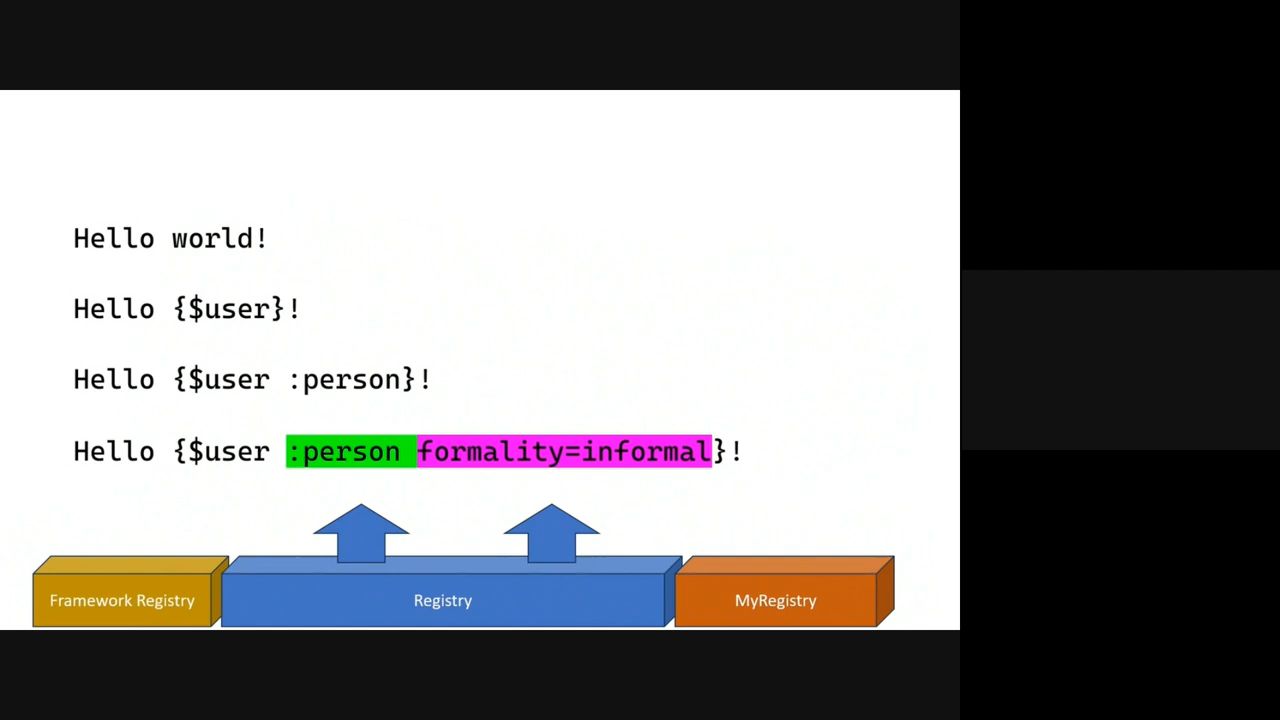 Hello world!
Hello {$user}!
Hello {$user :person}!
Hello {$user :person formality=informal}!
Framework Registry
Registry
MyRegistry